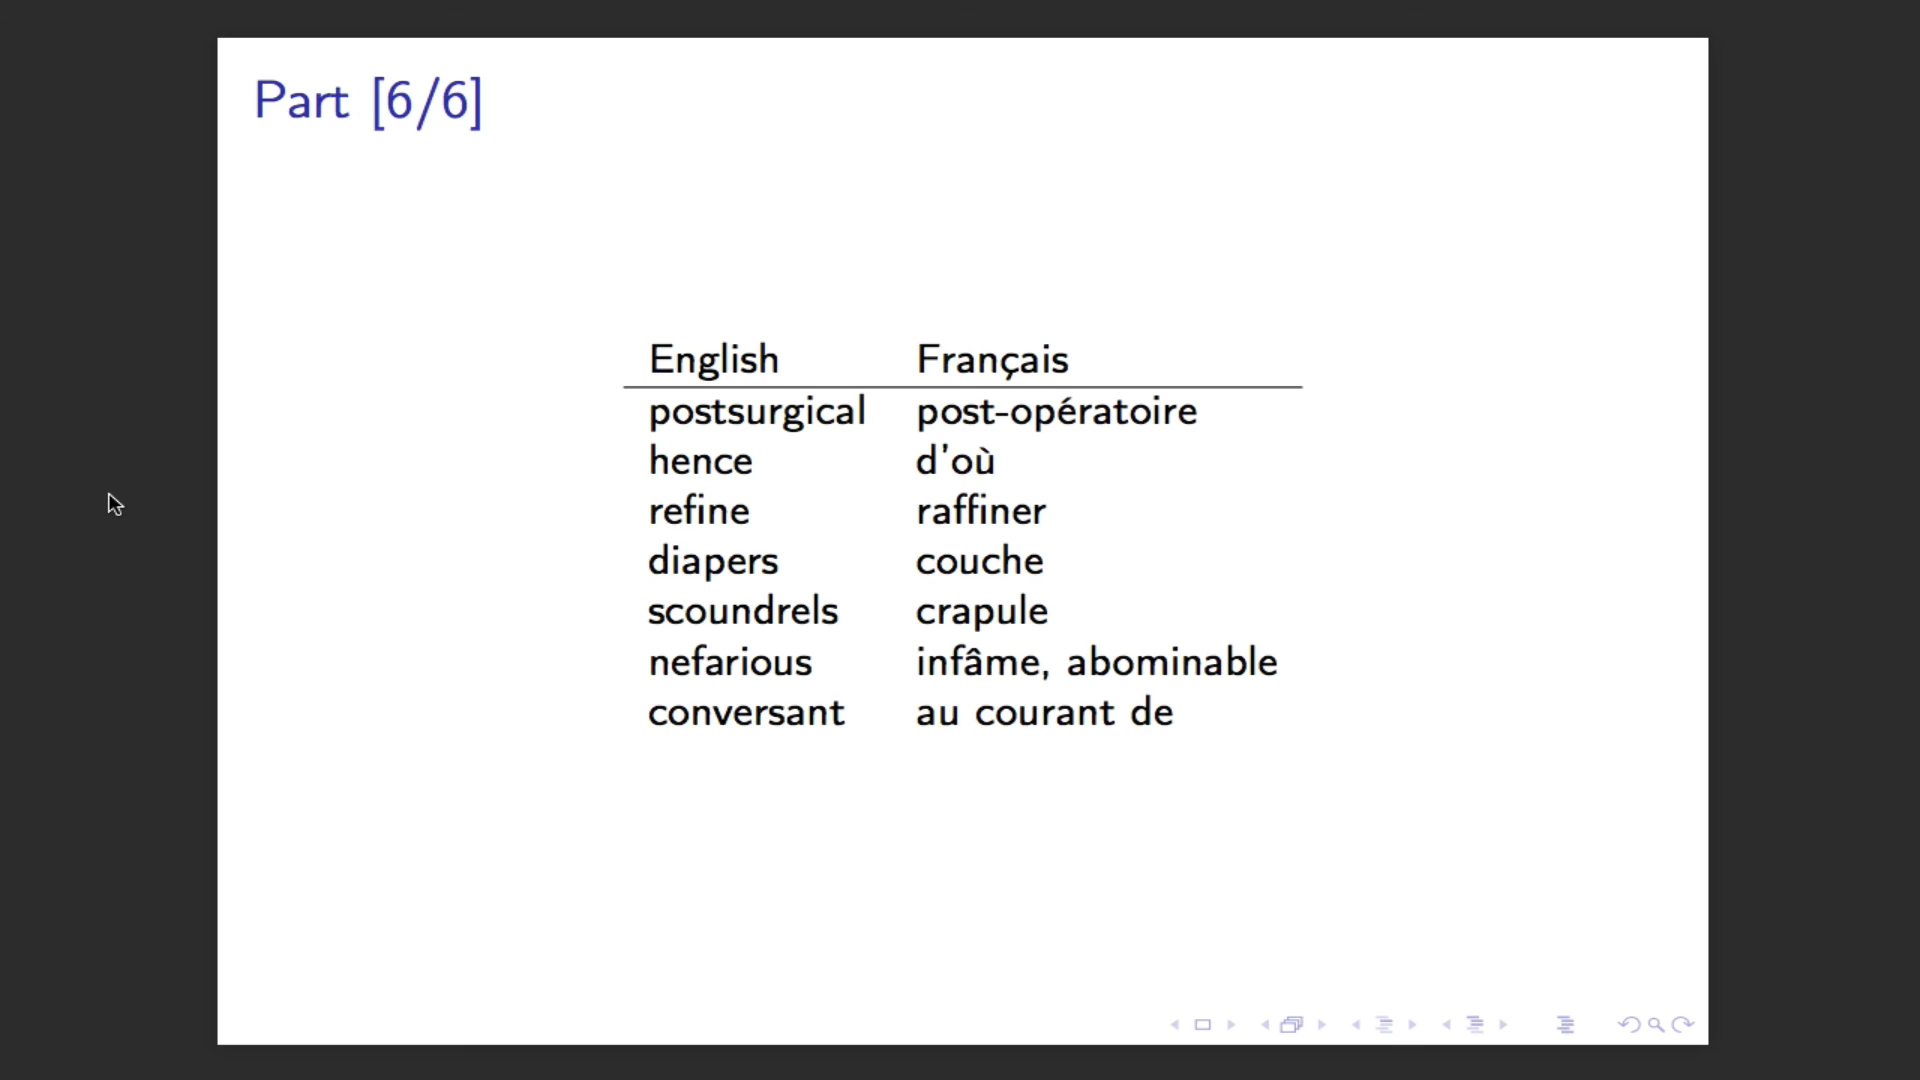 Part [6/6]
English Français
postsurgical post-opératoire
hence d'où
refine raffiner
diapers couche
scoundrels crapule
nefarious infâme, abominable
conversant au courant de